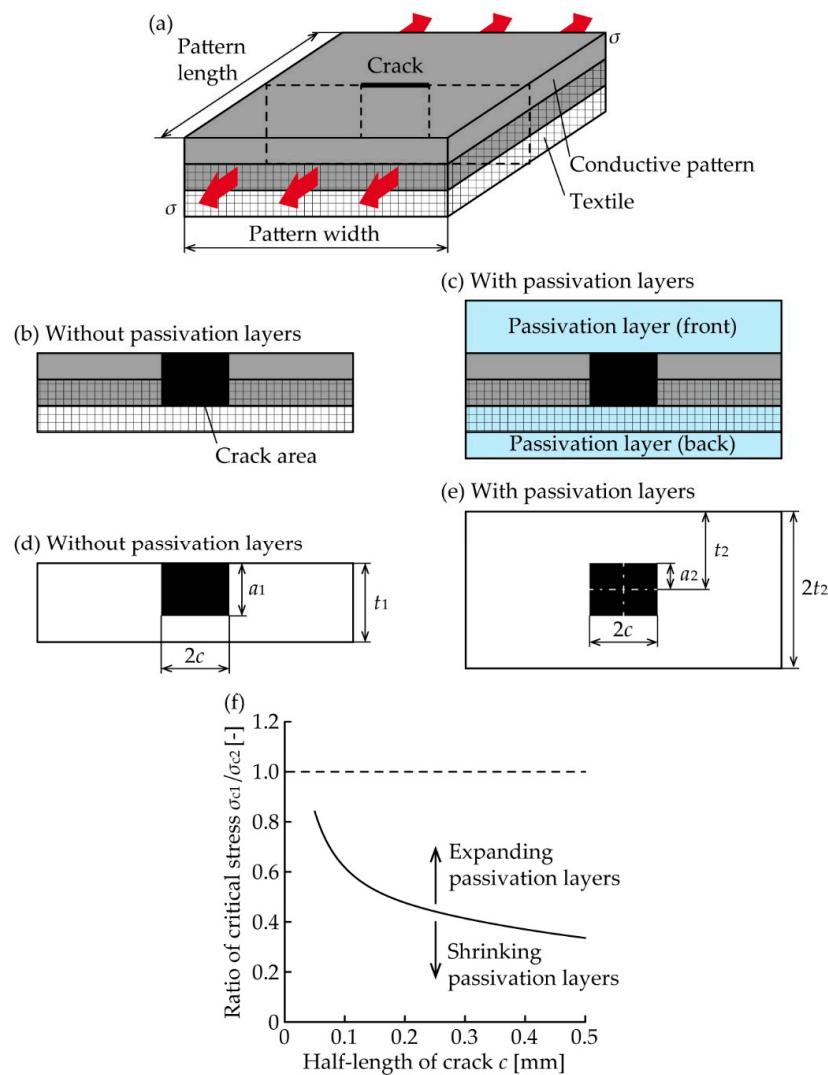 (a)
Pattern
length
Crack
σ
Conductive pattern
Textile
σ
Pattern width
(c) With passivation layers
(b) Without passivation layers
Passivation layer (front)
Crack area
Passivation layer (back)
(e) With passivation layers
(d) Without passivation layers
a1
t1
2c
t2
a2
2t2
2c
(f)
Ratio of critical stress σc1/σc2 [-]
1.2
1.0
0.8
0.6
0.4
0.2
0
Expanding
passivation layers
Shrinking
passivation layers
0 0.1 0.2 0.3 0.4 0.5
Half-length of crack c [mm]